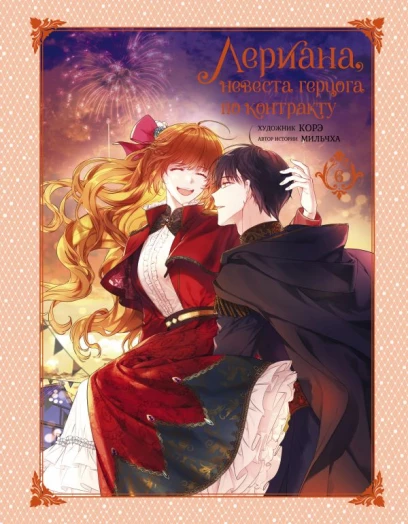 Лериана,
невеста герцога
по контракту
ХУДОЖНИК КОРЭ
АВТОР ИСТОРИИ МИЛЬЧХА
6